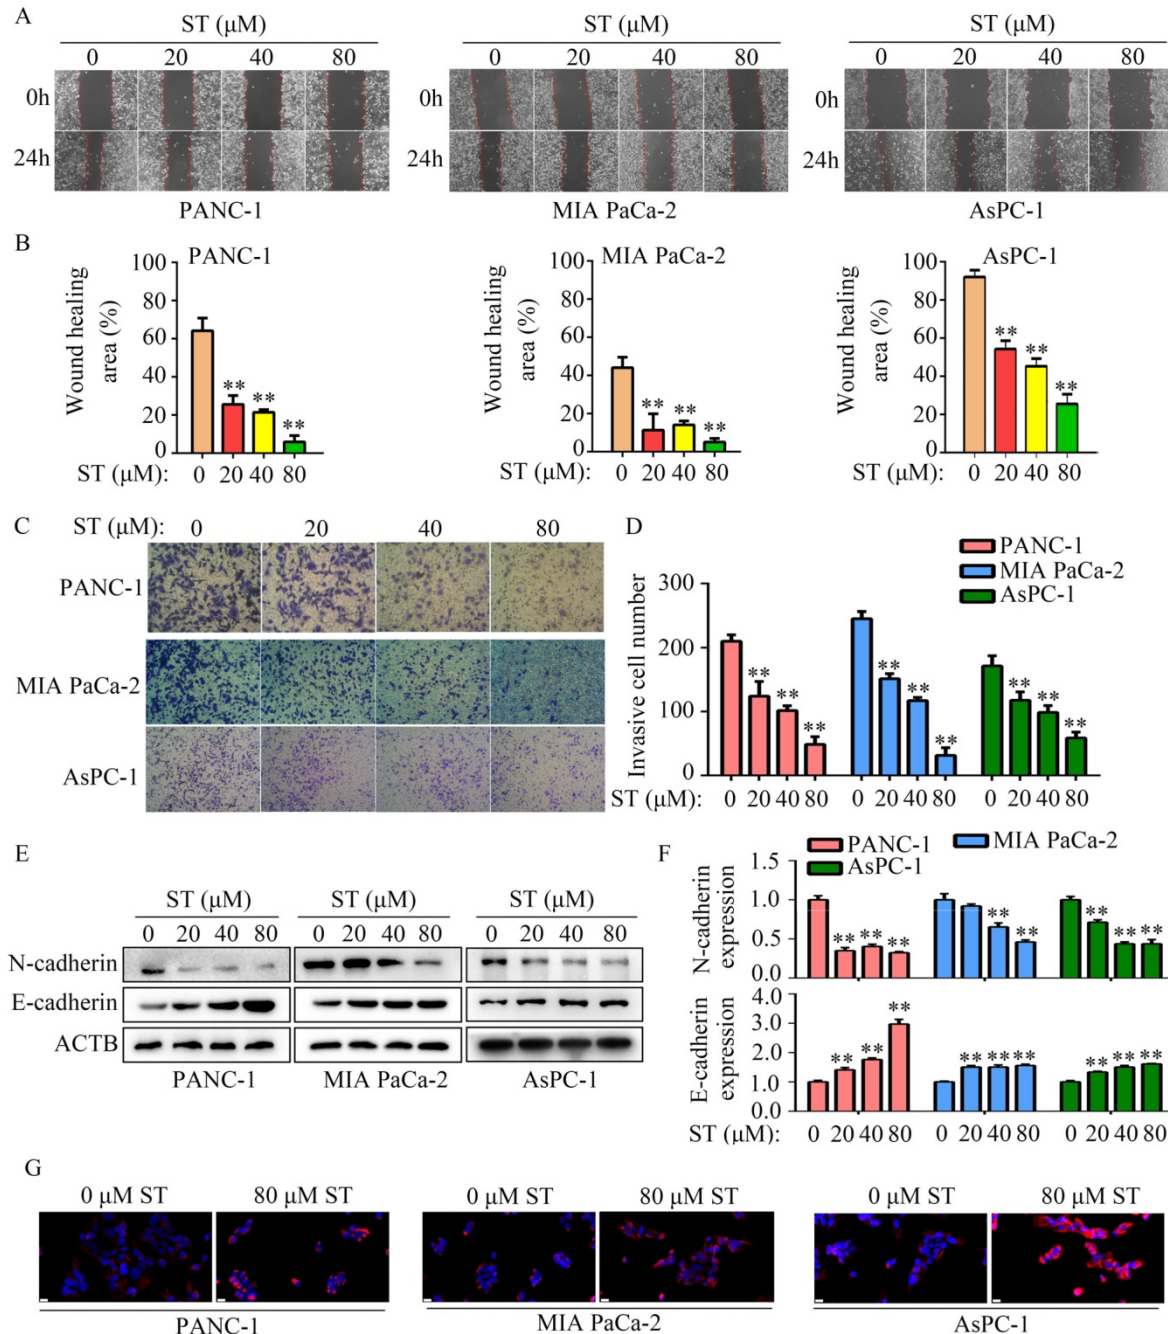 A
ST (μM) ST (μM) ST (μM)
0 20 40 80 0 20 40 80 0 20 40 80
0h 0h 0h
24h 24h 24h
PANC-1 MIA PaCa-2 AsPC-1
B
PANC-1 MIA PaCa-2 AsPC-1
Wound healing area (%) Wound healing area (%) Wound healing area (%)
100 100 100
80 80 80
60 60 60
** ** **
40 40 40
** ** ** ** ** **
20 20 20
0 0 0
ST (μM): 0 20 40 80 ST (μM): 0 20 40 80 ST (μM): 0 20 40 80
C ST (μM): 0 20 40 80
PANC-1
MIA PaCa-2
AsPC-1
D
PANC-1
MIA PaCa-2
AsPC-1
Invasive cell number
300
200
100
0
** ** ** ** ** ** ** ** **
ST (μM): 0 20 40 80 0 20 40 80 0 20 40 80
E
ST (μM) ST (μM) ST (μM)
0 20 40 80 0 20 40 80 0 20 40 80
N-cadherin
E-cadherin
ACTB
PANC-1 MIA PaCa-2 AsPC-1
F
PANC-1 MIA PaCa-2
AsPC-1
N-cadherin expression
1.5
1.0
0.5
0.0
** ** ** ** ** ** ** **
E-cadherin expression
4.0
3.0
2.0
1.0
0.0
** ** ** ** ** ** ** ** **
ST (μM): 0 20 40 80 0 20 40 80 0 20 40 80
G
0 μM ST 80 μM ST 0 μM ST 80 μM ST 0 μM ST 80 μM ST
PANC-1 MIA PaCa-2 AsPC-1